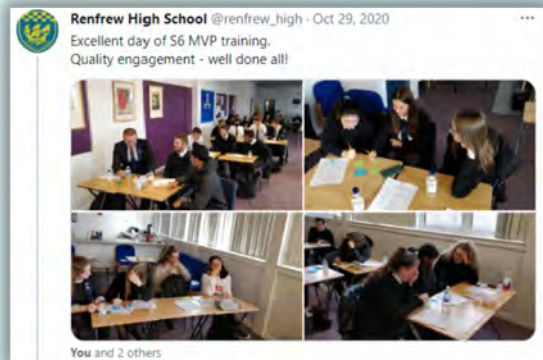 Renfrew High School @renfrew_high · Oct 29, 2020
Excellent day of S6 MVP training.
Quality engagement - well done all!
You and 2 others